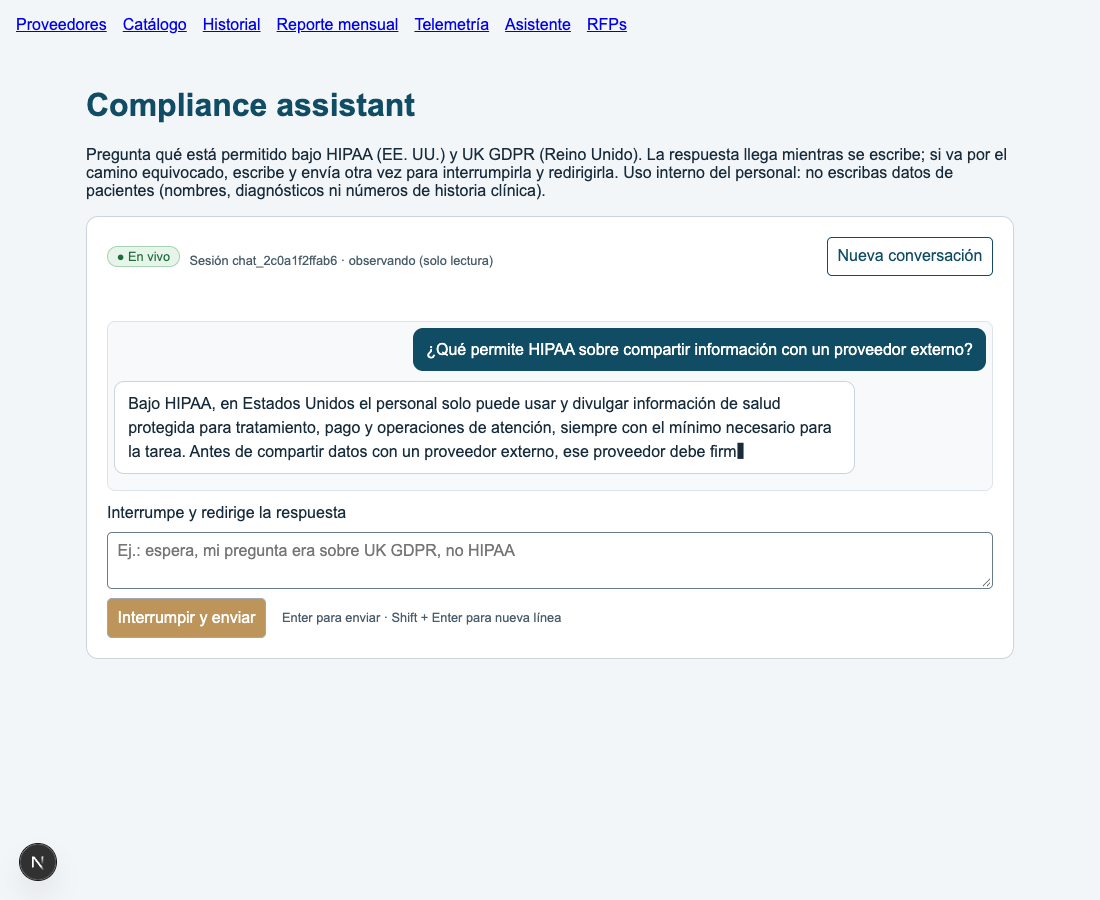 Proveedores Catálogo Historial Reporte mensual Telemetría Asistente RFPs
Compliance assistant
Pregunta qué está permitido bajo HIPAA (EE. UU.) y UK GDPR (Reino Unido). La respuesta llega mientras se escribe; si va por el
camino equivocado, escribe y envía otra vez para interrumpirla y redirigirla. Uso interno del personal: no escribas datos de
pacientes (nombres, diagnósticos ni números de historia clínica).
● En vivo Sesión chat_2c0a1f2ffab6 · observando (solo lectura) Nueva conversación
¿Qué permite HIPAA sobre compartir información con un proveedor externo?
Bajo HIPAA, en Estados Unidos el personal solo puede usar y divulgar información de salud
protegida para tratamiento, pago y operaciones de atención, siempre con el mínimo necesario para
la tarea. Antes de compartir datos con un proveedor externo, ese proveedor debe firm
Interrumpe y redirige la respuesta
Ej.: espera, mi pregunta era sobre UK GDPR, no HIPAA
Interrumpir y enviar Enter para enviar · Shift + Enter para nueva línea
N